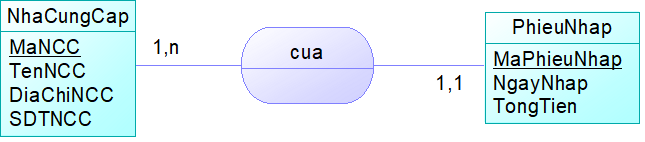 NhaCungCap
MaNCC
TenNCC
DiaChiNCC
SDTNCC
1,n
cua
1,1
PhieuNhap
MaPhieuNhap
NgayNhap
TongTien